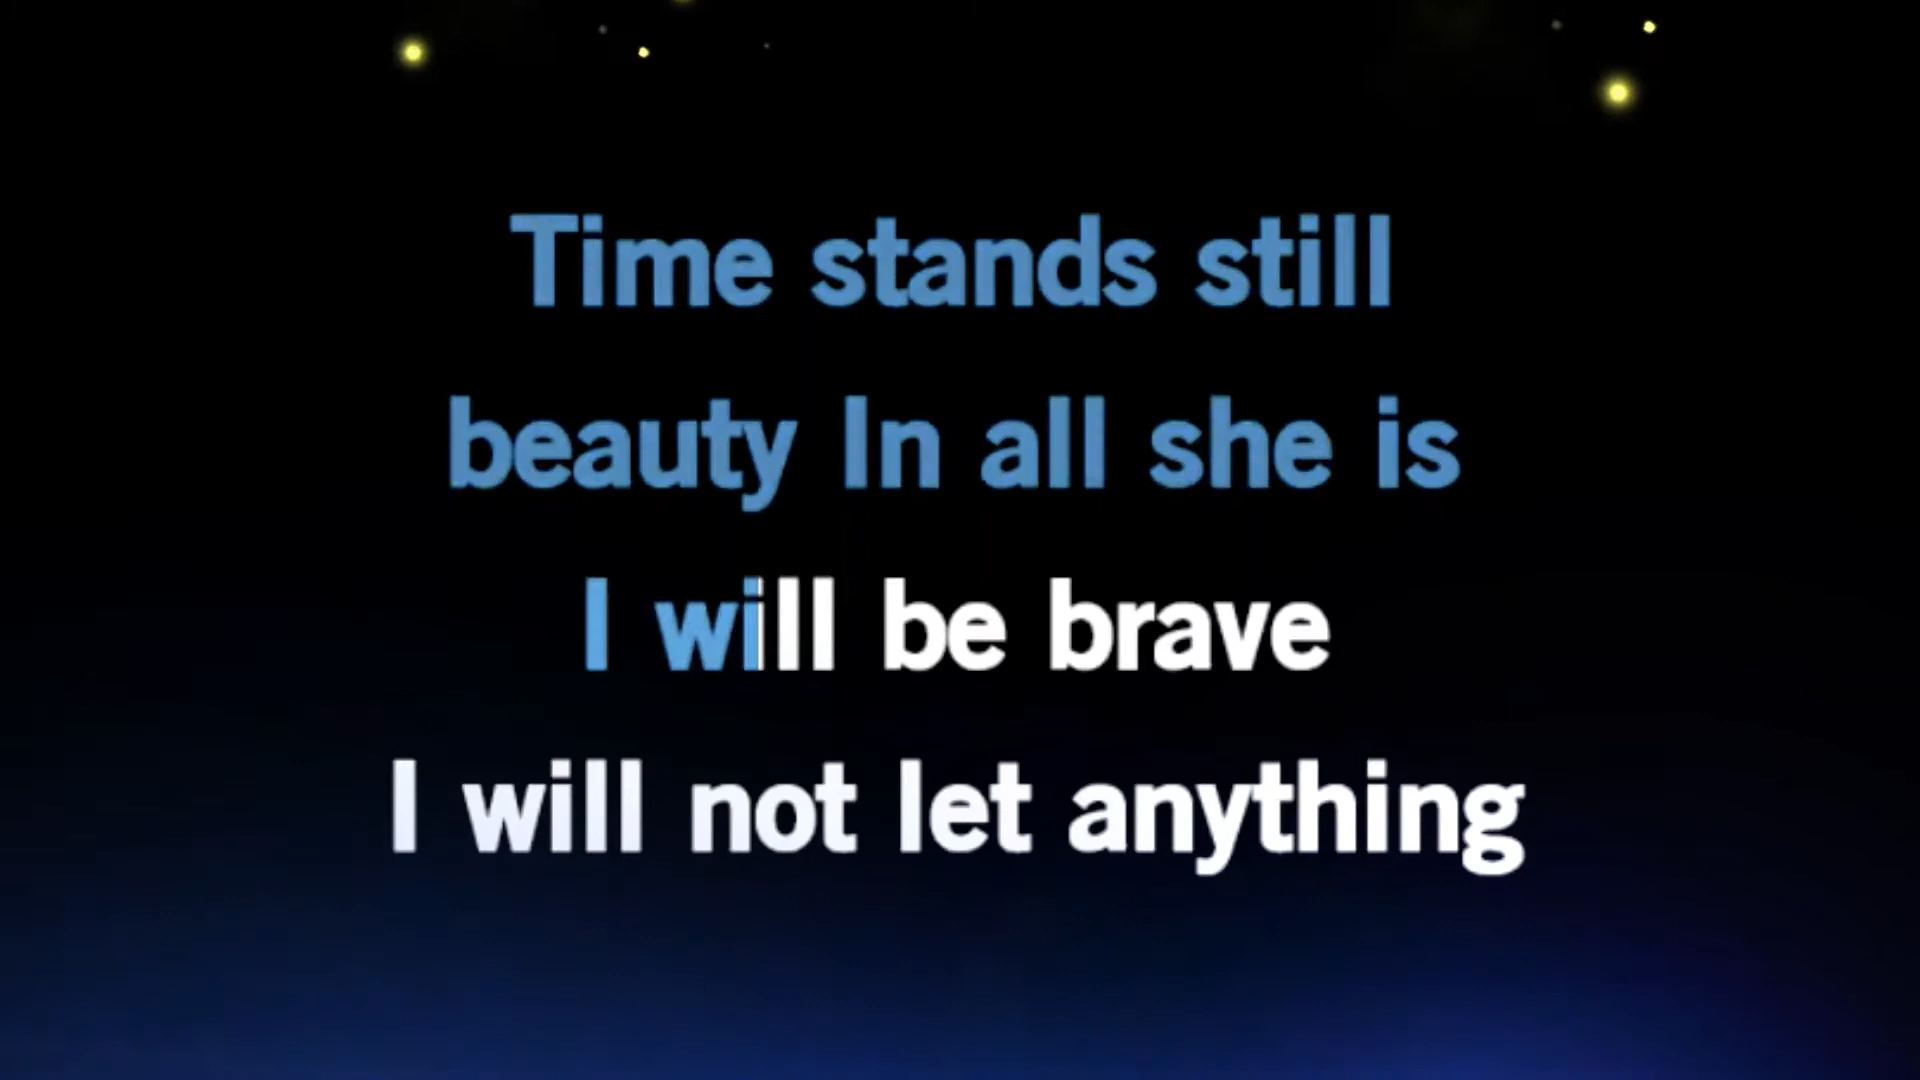 Time stands still
beauty In all she is
I will be brave
I will not let anything